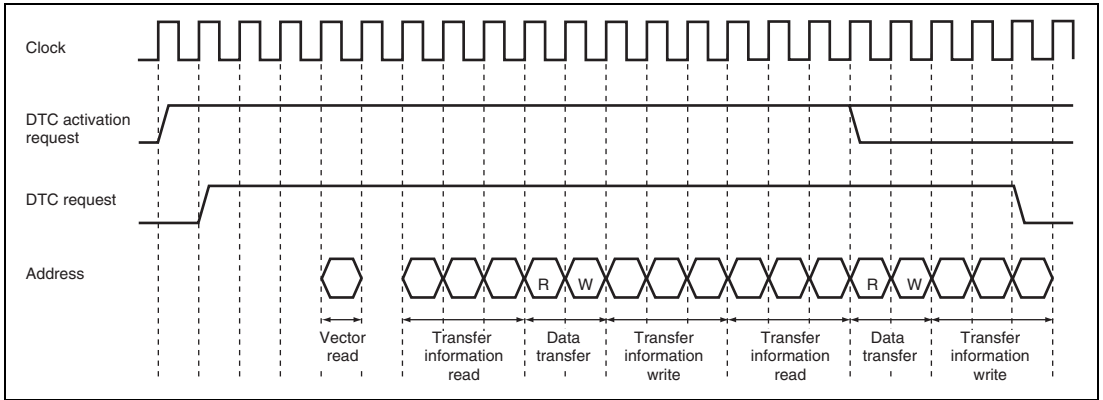 Clock
DTC activation
request
DTC request
Address
R W R W
Vector
read
Transfer
information
read
Data
transfer
Transfer
information
write
Transfer
information
read
Data
transfer
Transfer
information
write